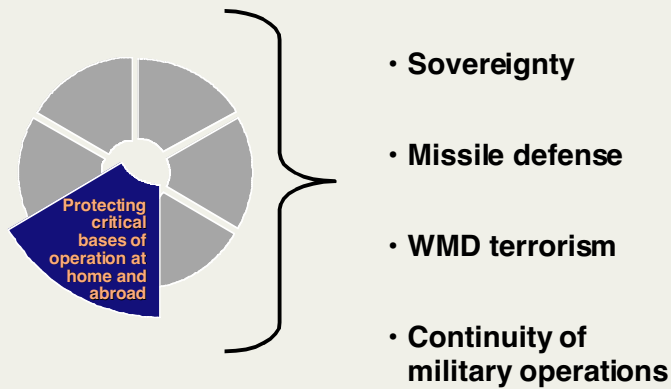 Protecting
critical
bases of
operation at
home and
abroad
• Sovereignty
• Missile defense
• WMD terrorism
• Continuity of
military operations